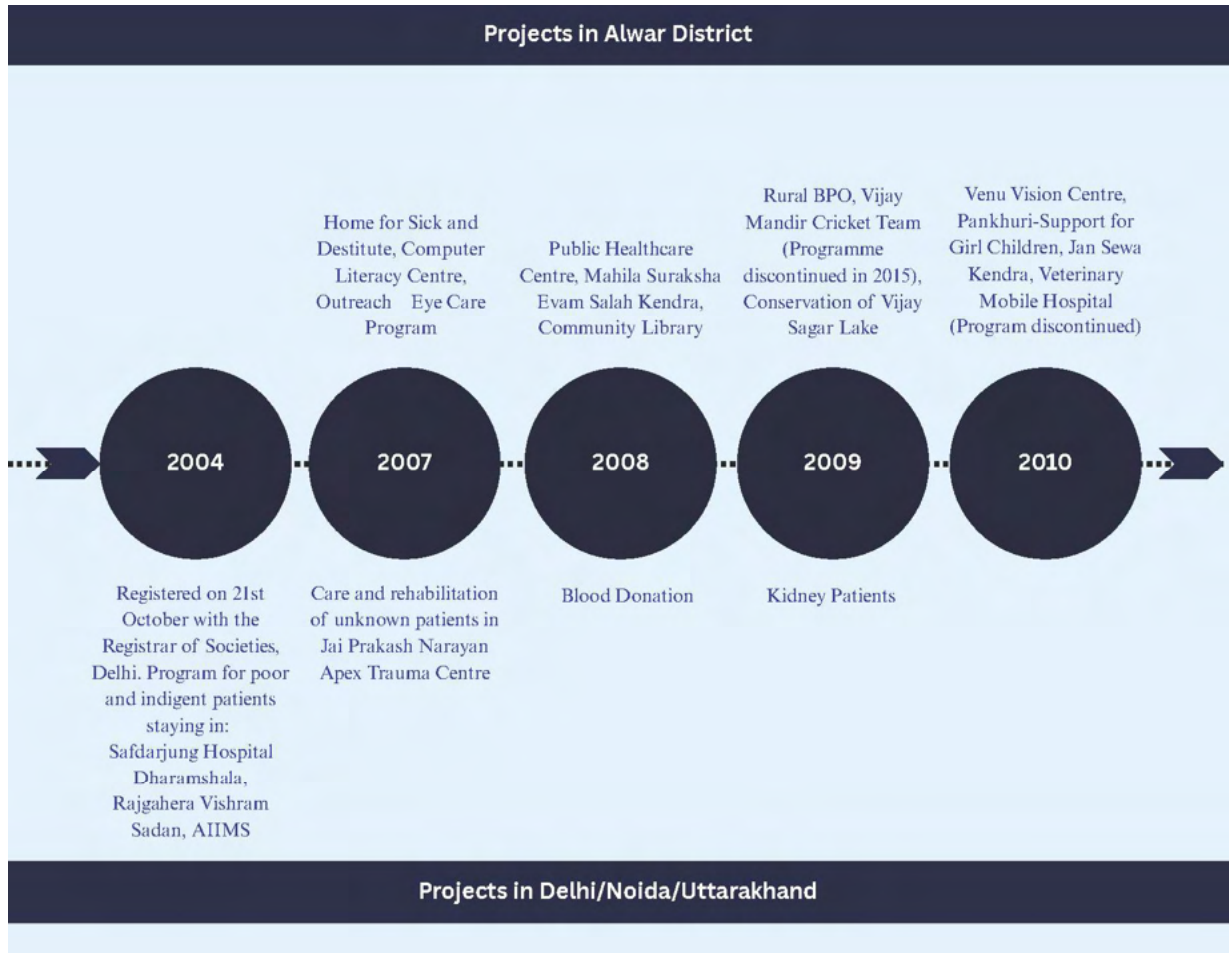 Projects in Alwar District
Home for Sick and
Destitute, Computer
Literacy Centre,
Outreach Eye Care
Program
Public Healthcare
Centre, Mahila Suraksha
Evam Salah Kendra,
Community Library
Rural BPO, Vijay
Mandir Cricket Team
(Programme
discontinued in 2015),
Conservation of Vijay
Sagar Lake
Venu Vision Centre,
Pankhuri-Support for
Girl Children, Jan Sewa
Kendra, Veterinary
Mobile Hospital
(Program discontinued)
2004
2007
2008
2009
2010
Registered on 21st
October with the
Registrar of Societies,
Delhi. Program for poor
and indigent patients
staying in:
Safdarjung Hospital
Dharamshala,
Rajgahera Vishram
Sadan, AIIMS
Care and rehabilitation
of unknown patients in
Jai Prakash Narayan
Apex Trauma Centre
Blood Donation
Kidney Patients
Projects in Delhi/Noida/Uttarakhand